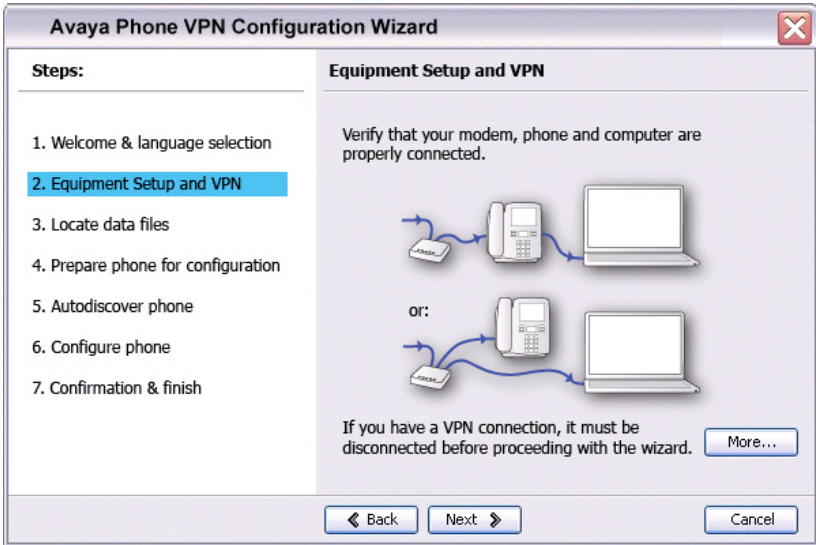 Avaya Phone VPN Configuration Wizard
Steps:
1. Welcome & language selection
2. Equipment Setup and VPN
3. Locate data files
4. Prepare phone for configuration
5. Autodiscover phone
6. Configure phone
7. Confirmation & finish
Equipment Setup and VPN
Verify that your modem, phone and computer are
properly connected.
or:
If you have a VPN connection, it must be
disconnected before proceeding with the wizard.
More...
Back
Next
Cancel